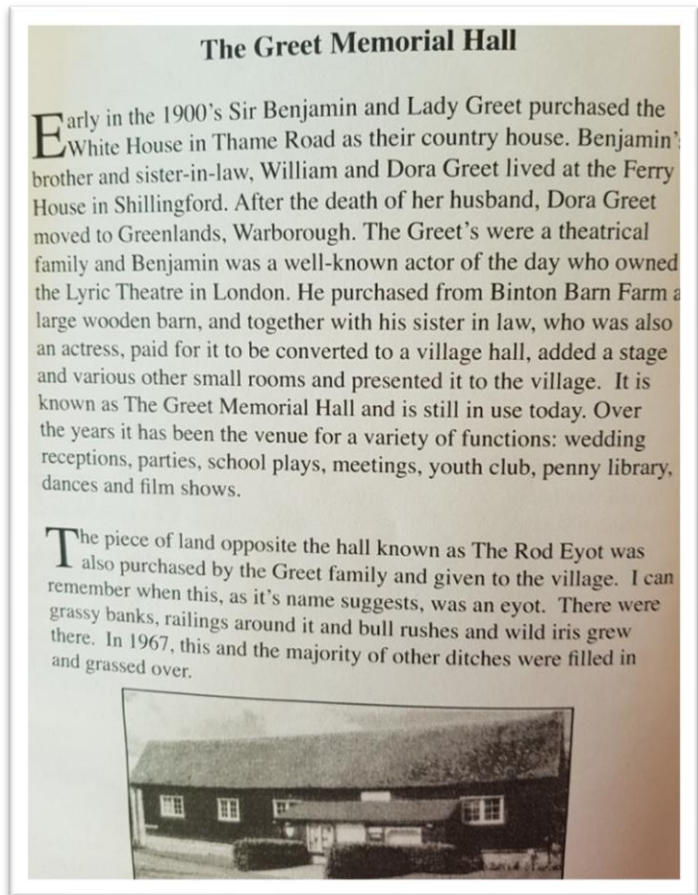 The Greet Memorial Hall
Early in the 1900's Sir Benjamin and Lady Greet purchased the
White House in Thame Road as their country house. Benjamin's
brother and sister-in-law, William and Dora Greet lived at the Ferry
House in Shillingford. After the death of her husband, Dora Greet
moved to Greenlands, Warborough. The Greet's were a theatrical
family and Benjamin was a well-known actor of the day who owned
the Lyric Theatre in London. He purchased from Binton Barn Farm a
large wooden barn, and together with his sister in law, who was also
an actress, paid for it to be converted to a village hall, added a stage
and various other small rooms and presented it to the village. It is
known as The Greet Memorial Hall and is still in use today. Over
the years it has been the venue for a variety of functions: wedding
receptions, parties, school plays, meetings, youth club, penny library,
dances and film shows.
The piece of land opposite the hall known as The Rod Eyot was
also purchased by the Greet family and given to the village. I can
remember when this, as it's name suggests, was an eyot. There were
grassy banks, railings around it and bull rushes and wild iris grew
there. In 1967, this and the majority of other ditches were filled in
and grassed over.